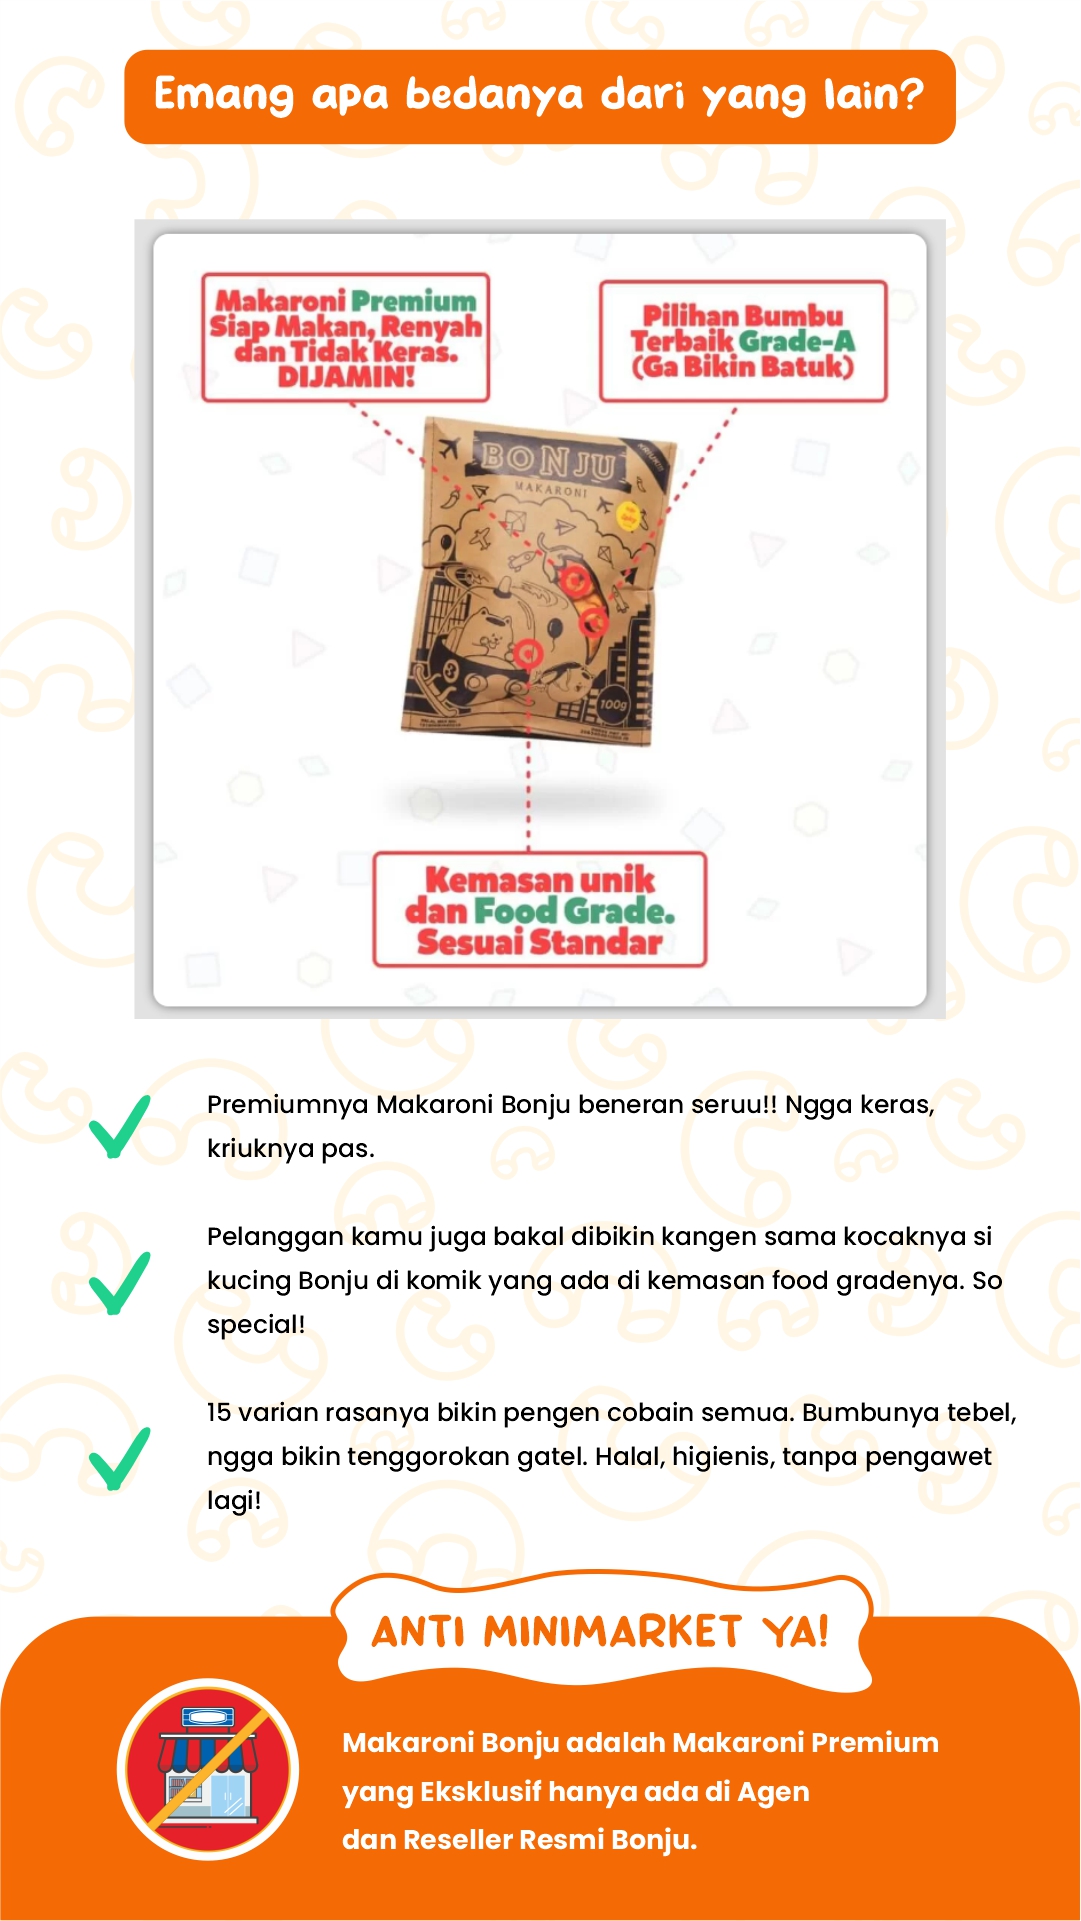 Emang apa bedanya dari yang lain?
Makaroni Premium
Siap Makan, Renyah
dan Tidak Keras.
DIJAMIN!
Pilihan Bumbu
Terbaik Grade-A
(Ga Bikin Batuk)
BONJU
MAKARONI
100g
Kemasan unik
dan Food Grade.
Sesuai Standar
Premiumnya Makaroni Bonju beneran seruu!! Ngga keras,
kriuknya pas.
Pelanggan kamu juga bakal dibikin kangen sama kocaknya si
kucing Bonju di komik yang ada di kemasan food gradenya. So
special!
15 varian rasanya bikin pengen cobain semua. Bumbunya tebel,
ngga bikin tenggorokan gatel. Halal, higienis, tanpa pengawet
lagi!
ANTI MINIMARKET YA!
Makaroni Bonju adalah Makaroni Premium
yang Eksklusif hanya ada di Agen
dan Reseller Resmi Bonju.